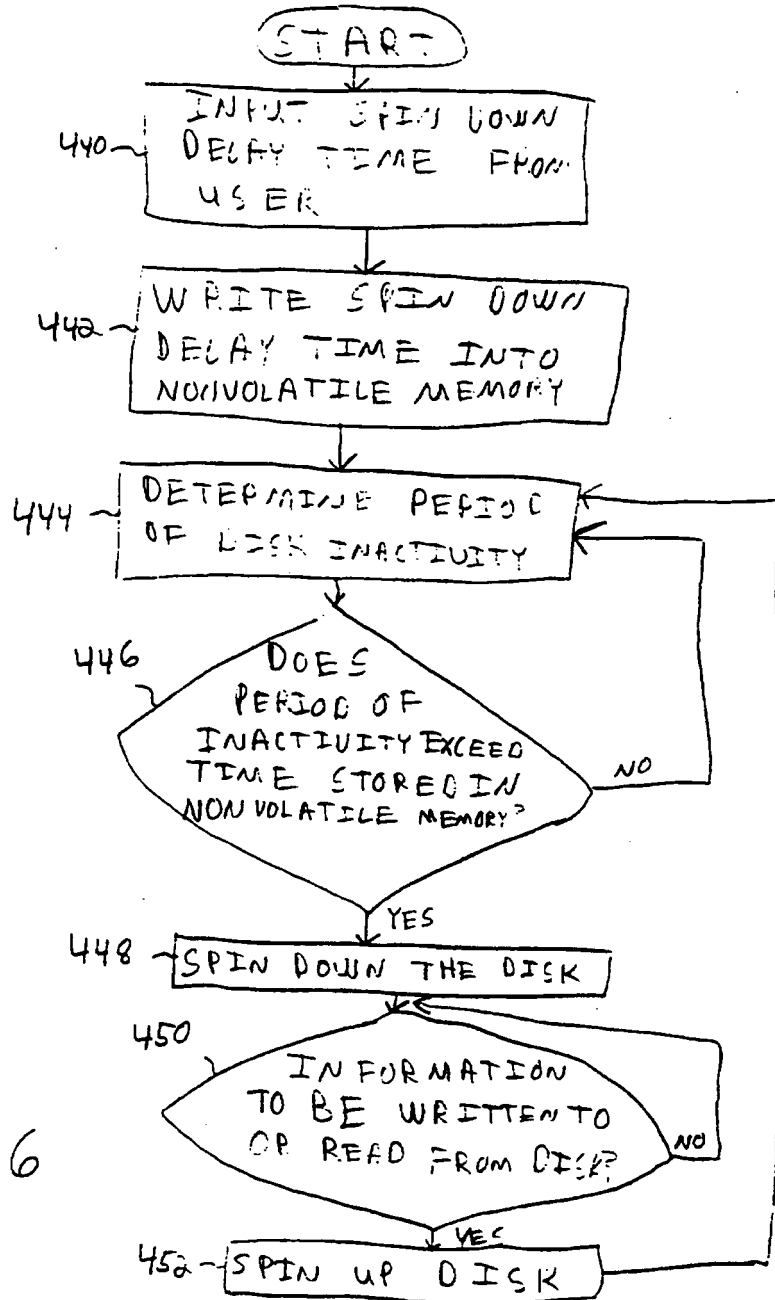 START
440
INPUT SPIN DOWN
DELAY TIME FROM
USER
442
WRITE SPIN DOWN
DELAY TIME INTO
NONVOLATILE MEMORY
444
DETERMINE PERIOD
OF DISK INACTIVITY
446
DOES
PERIOD OF
INACTIVITY EXCEED
TIME STORED IN
NONVOLATILE MEMORY?
NO
YES
448
SPIN DOWN THE DISK
450
INFORMATION
TO BE WRITTEN TO
OR READ FROM DISK?
NO
6
YES
452
SPIN UP DISK